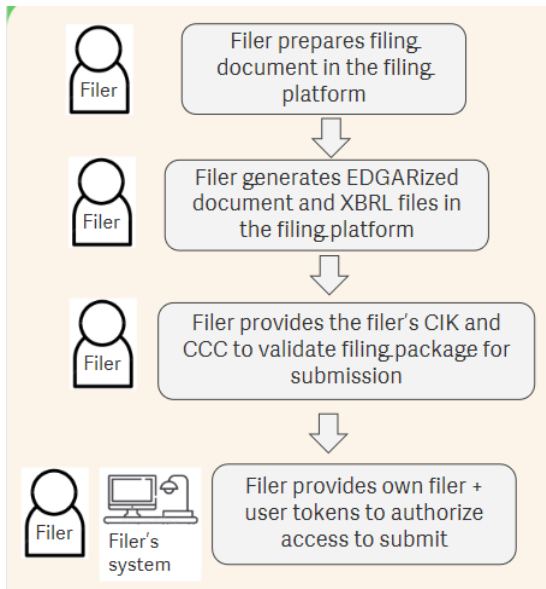 Filer
Filer prepares filing
document in the filing
platform
Filer
Filer generates EDGARized
document and XBRL files in
the filing platform
Filer
Filer provides the filer's CIK and
CCC to validate filing package for
submission
Filer
Filer's
system
Filer provides own filer +
user tokens to authorize
access to submit